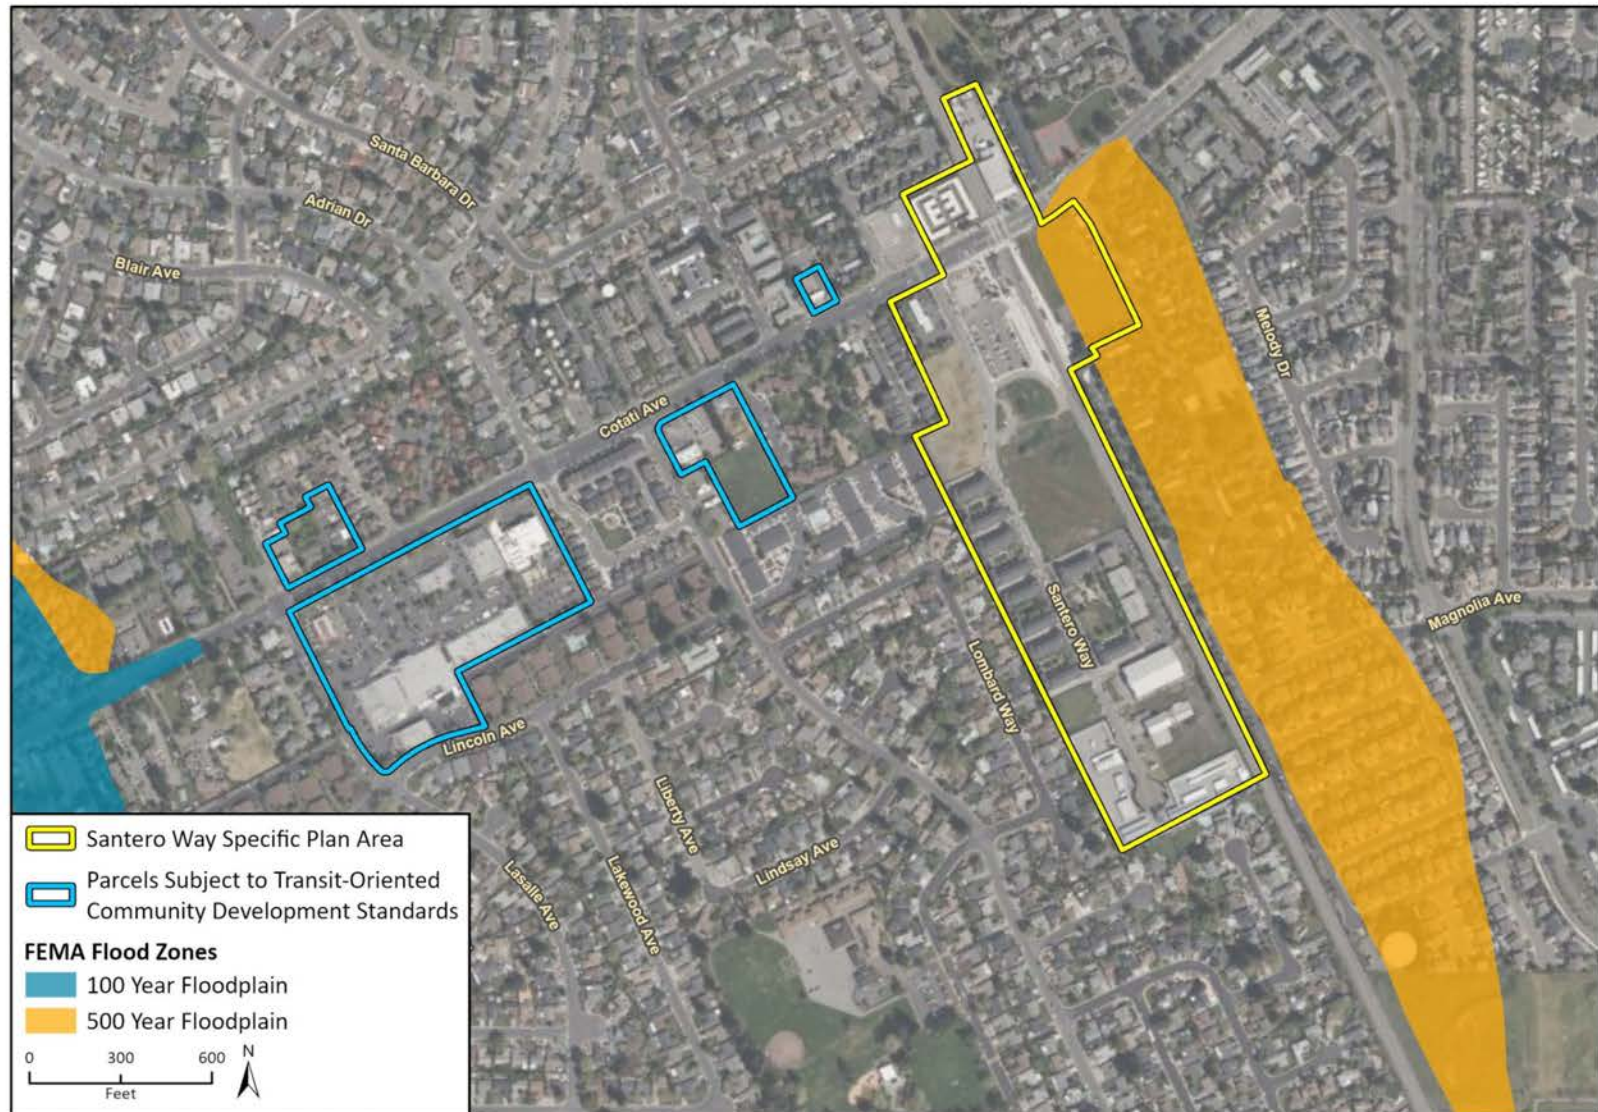 Santa Barbara Dr
Adrian Dr
Blair Ave
Melody Dr
Cotati Ave
Magnolia Ave
Santero Way
Lombard Way
Lincoln Ave
Liberty Ave
Lindsay Ave
Lasalle Ave
Lakewood Ave
Santero Way Specific Plan Area
Parcels Subject to Transit-Oriented
Community Development Standards
FEMA Flood Zones
100 Year Floodplain
500 Year Floodplain
0 300 600 N
Feet